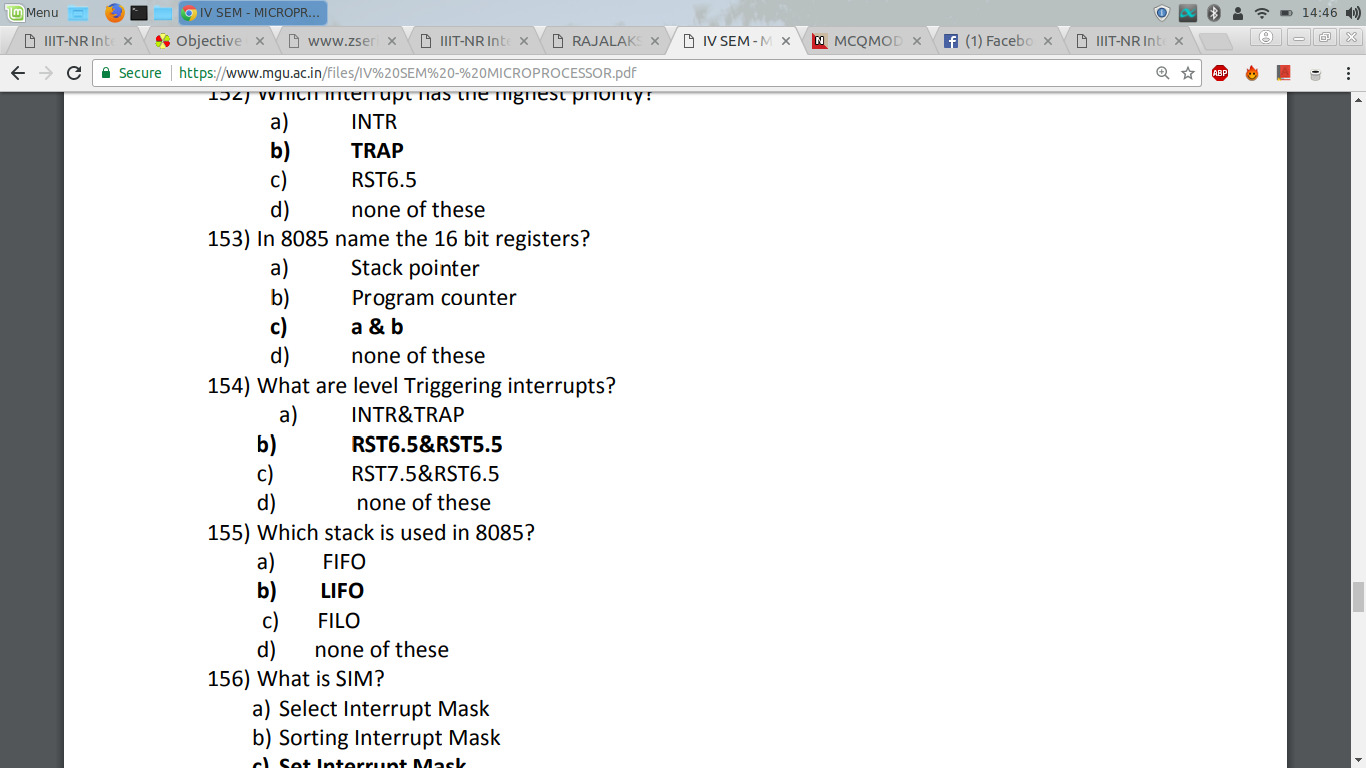 Menu
IV SEM - MICROPR...
14:46
IIIT-NR Int
Objective
www.zser
IIIT-NR Int
RAJALAKS
IV SEM - M
MCQMOD
(1) Facebo
IIIT-NR Int
Secure https://www.mgu.ac.in/files/IV%20SEM%20-%20MICROPROCESSOR.pdf
ABP
152) Which interrupt has the highest priority?
a) INTR
b) TRAP
c) RST6.5
d) none of these
153) In 8085 name the 16 bit registers?
a) Stack pointer
b) Program counter
c) a & b
d) none of these
154) What are level Triggering interrupts?
a) INTR&TRAP
b) RST6.5&RST5.5
c) RST7.5&RST6.5
d) none of these
155) Which stack is used in 8085?
a) FIFO
b) LIFO
c) FILO
d) none of these
156) What is SIM?
a) Select Interrupt Mask
b) Sorting Interrupt Mask
c) Set Interrupt Mask